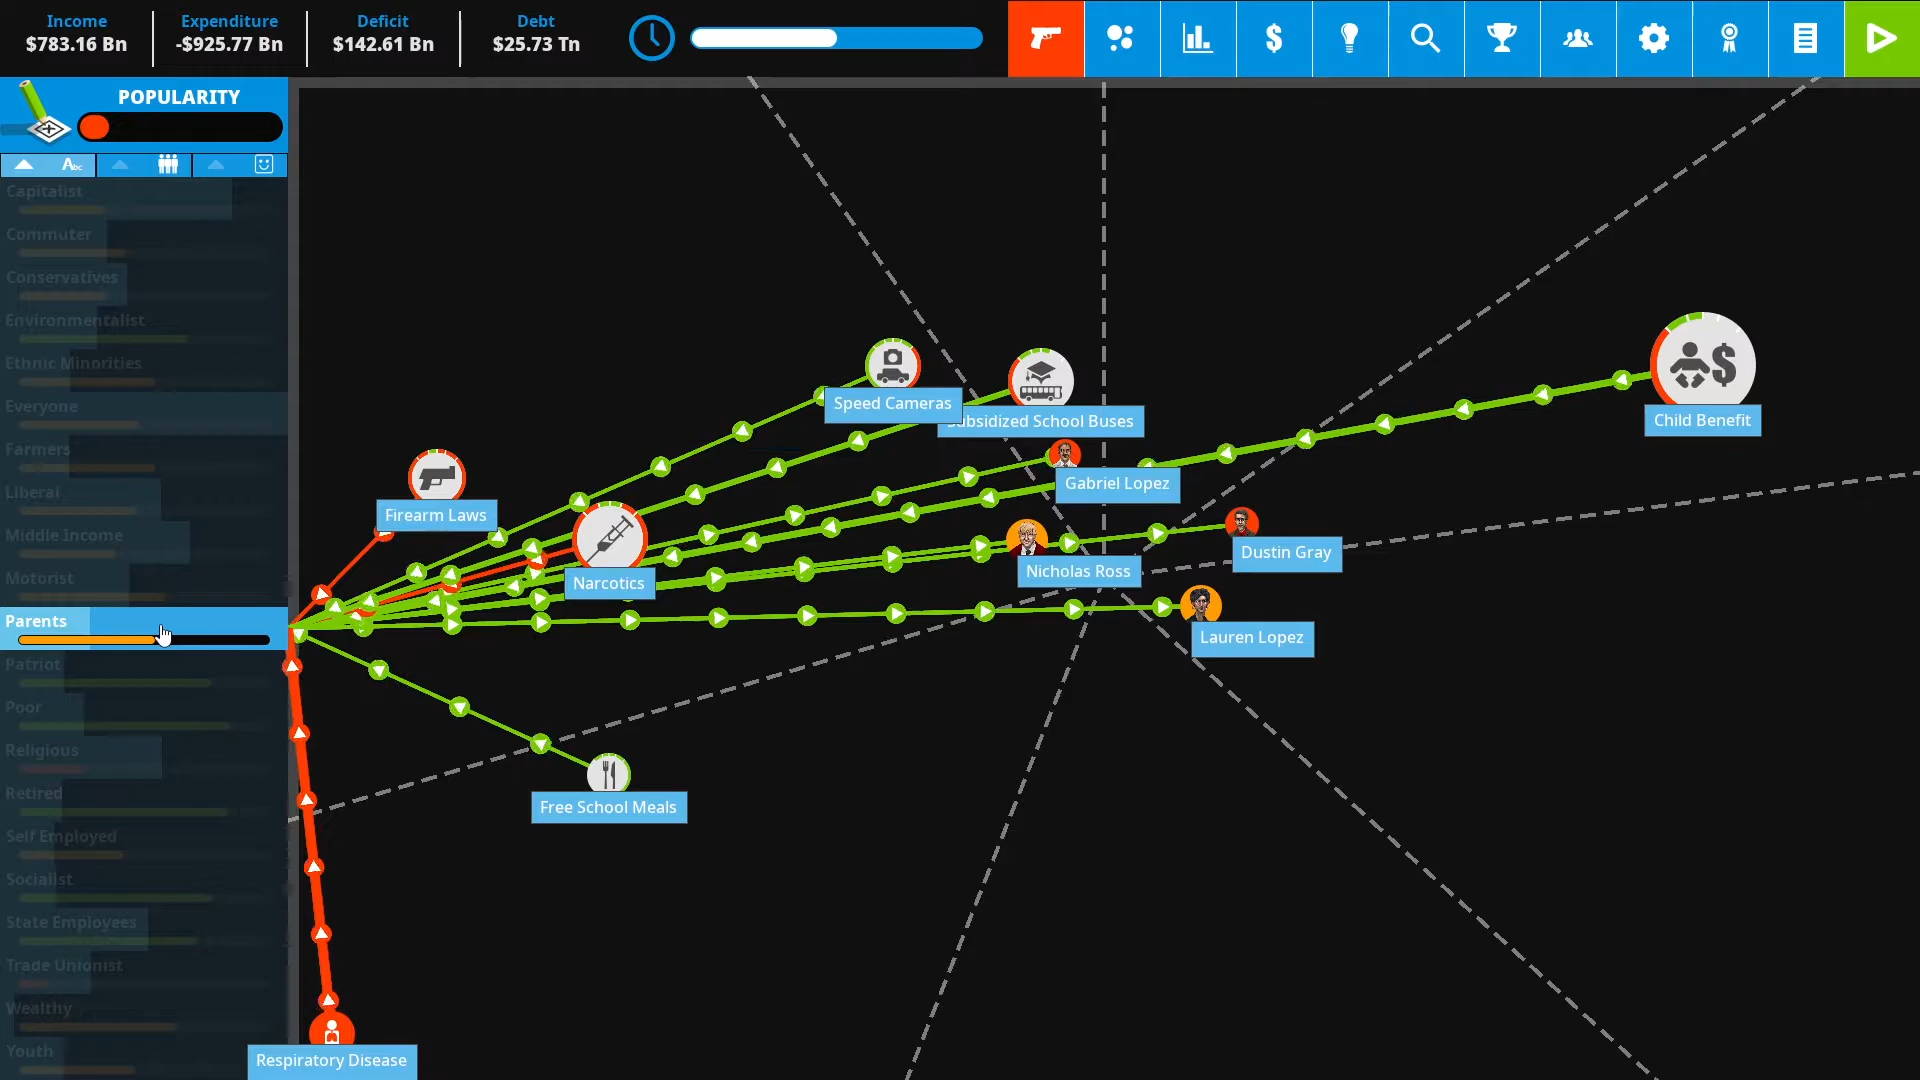 Income
$783.16 Bn
Expenditure
-$925.77 Bn
Deficit
$142.61 Bn
Debt
$25.73 Tn
POPULARITY
Abc
Capitalist
Commuter
Conservatives
Environmentalist
Ethnic Minorities
Everyone
Farmers
Liberal
Middle Income
Motorist
Parents
Patriot
Poor
Religious
Retired
Self Employed
Socialist
State Employees
Trade Unionist
Wealthy
Youth
Speed Cameras
Subsidized School Buses
Child Benefit
Gabriel Lopez
Firearm Laws
Dustin Gray
Nicholas Ross
Narcotics
Lauren Lopez
Free School Meals
Respiratory Disease